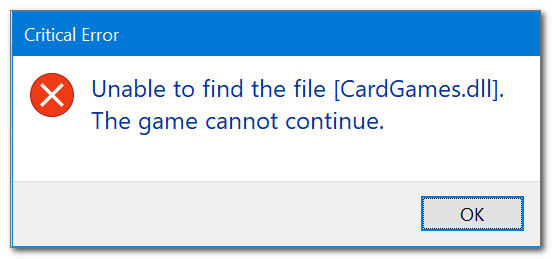 Critical Error
Unable to find the file [CardGames.dll].
The game cannot continue.
OK